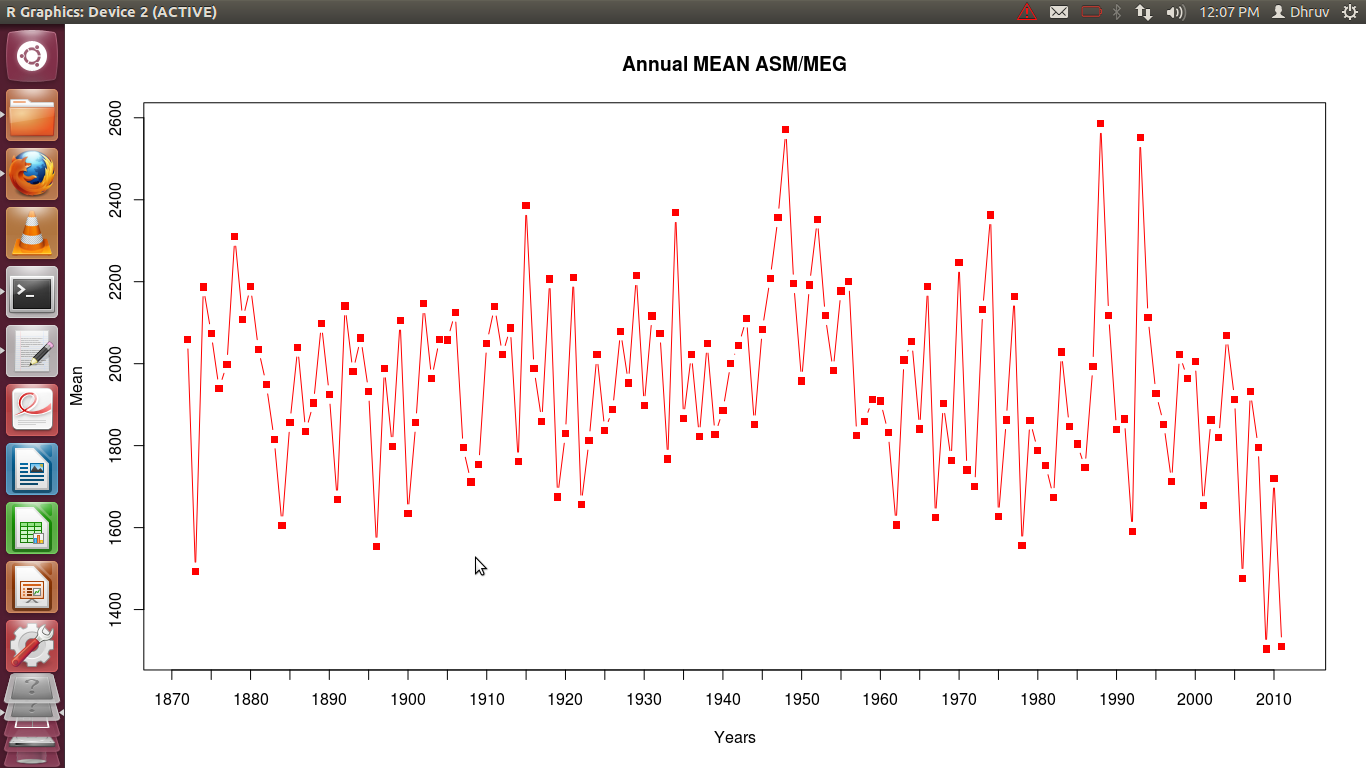 R Graphics: Device 2 (ACTIVE)
12:07 PM
Dhruv
Annual MEAN ASM/MEG
2600
2400
2200
2000
1800
1600
1400
Mean
1870 1880 1890 1900 1910 1920 1930 1940 1950 1960 1970 1980 1990 2000 2010
Years